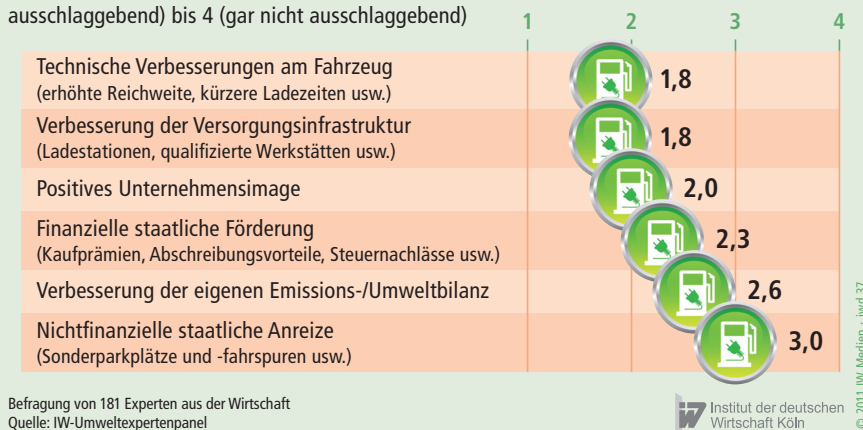 ausschlaggebend) bis 4 (gar nicht ausschlaggebend)
1 2 3 4
Technische Verbesserungen am Fahrzeug
(erhöhte Reichweite, kürzere Ladezeiten usw.)
1,8
Verbesserung der Versorgungsinfrastruktur
(Ladestationen, qualifizierte Werkstätten usw.)
1,8
Positives Unternehmensimage
2,0
Finanzielle staatliche Förderung
(Kaufprämien, Abschreibungsvorteile, Steuernachlässe usw.)
2,3
Verbesserung der eigenen Emissions-/Umweltbilanz
2,6
Nichtfinanzielle staatliche Anreize
(Sonderparkplätze und -fahrspuren usw.)
3,0
Befragung von 181 Experten aus der Wirtschaft
Quelle: IW-Umweltexpertenpanel
Institut der deutschen
Wirtschaft Köln
© 2011 IW Medien · iwd 37